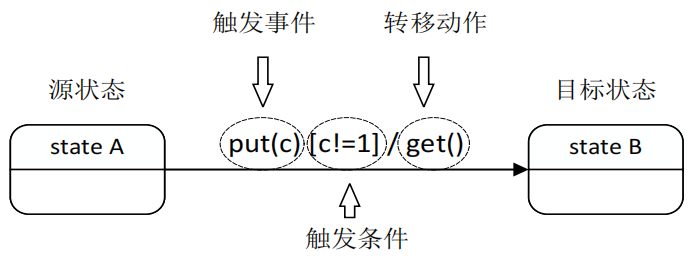 触发事件
转移动作
源状态
目标状态
state A
put(c) [c!=1] / get()
state B
触发条件